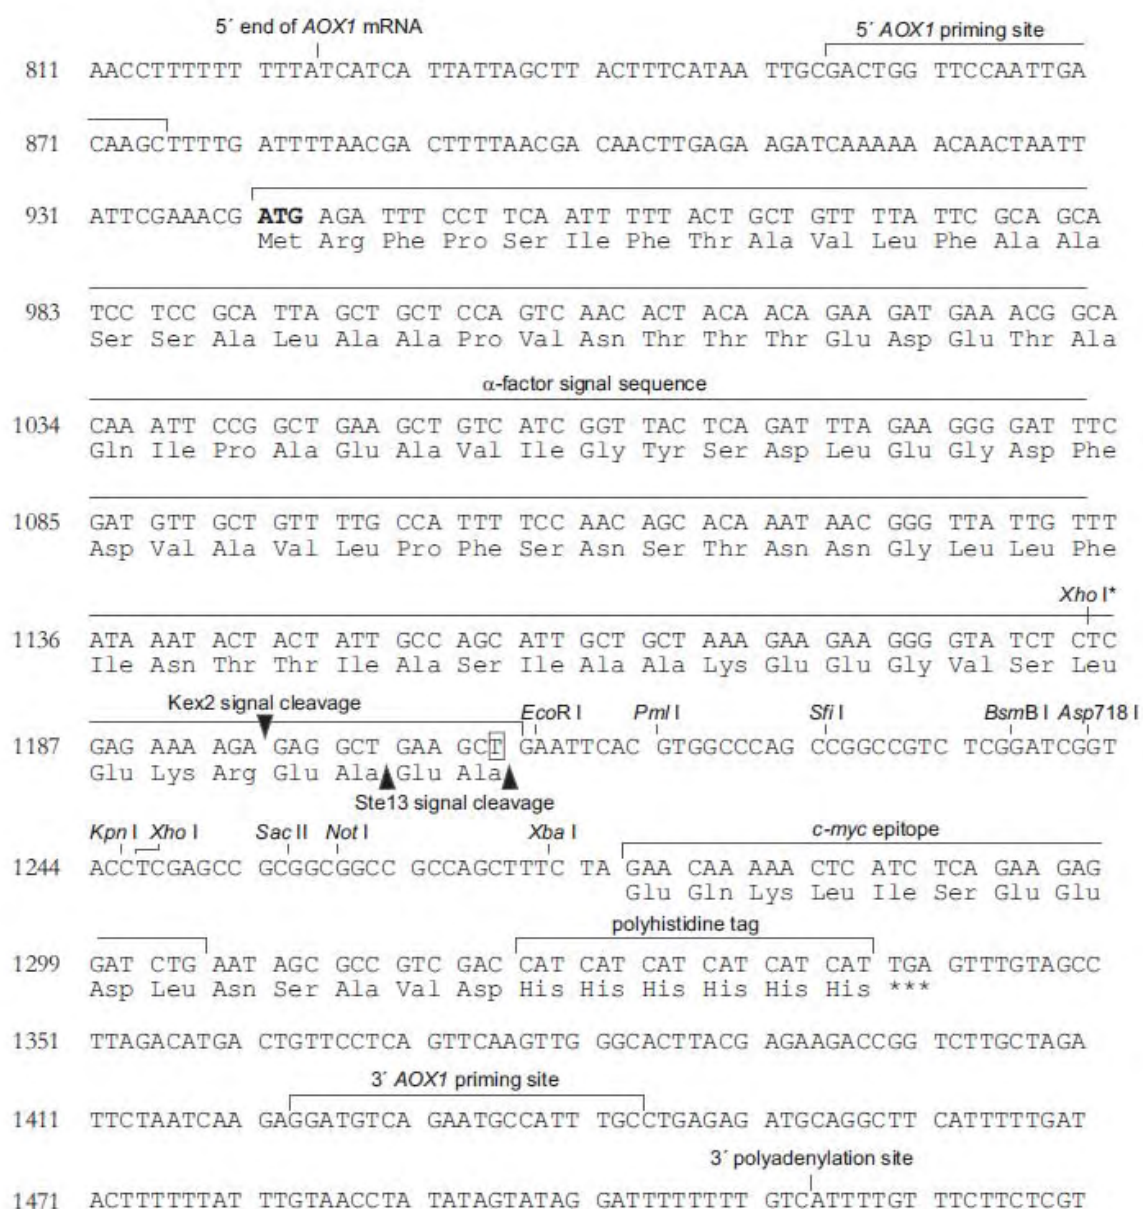 5´ end of AOX1 mRNA 5´ AOX1 priming site
811 AACCTTTTTT TTTATCATCA TTATTAGCTT ACTTTCATAA TTGCGACTGG TTCCAATTGA
871 CAAGCTTTTG ATTTTAACGA CTTTTAACGA CAACTTGAGA AGATCAAAAA ACAACTAATT
931 ATTCGAAACG ATG AGA TTT CCT TCA ATT TTT ACT GCT GTT TTA TTC GCA GCA
Met Arg Phe Pro Ser Ile Phe Thr Ala Val Leu Phe Ala Ala
983 TCC TCC GCA TTA GCT GCT CCA GTC AAC ACT ACA ACA GAA GAT GAA ACG GCA
Ser Ser Ala Leu Ala Ala Pro Val Asn Thr Thr Thr Glu Asp Glu Thr Ala
α-factor signal sequence
1034 CAA ATT CCG GCT GAA GCT GTC ATC GGT TAC TCA GAT TTA GAA GGG GAT TTC
Gln Ile Pro Ala Glu Ala Val Ile Gly Tyr Ser Asp Leu Glu Gly Asp Phe
1085 GAT GTT GCT GTT TTG CCA TTT TCC AAC AGC ACA AAT AAC GGG TTA TTG TTT
Asp Val Ala Val Leu Pro Phe Ser Asn Ser Thr Asn Asn Gly Leu Leu Phe
Xho I*
1136 ATA AAT ACT ACT ATT GCC AGC ATT GCT GCT AAA GAA GAA GGG GTA TCT CTC
Ile Asn Thr Thr Ile Ala Ser Ile Ala Ala Lys Glu Glu Gly Val Ser Leu
Kex2 signal cleavage EcoR I Pml I Sfi I BsmB I Asp718 I
1187 GAG AAA AGA GAG GCT GAA GCT GAATTCAC GTGGCCCAG CCGGCCGTC TCGGATCGGT
Glu Lys Arg Glu Ala Glu Ala
Ste13 signal cleavage
Kpn I Xho I Sac II Not I Xba I c-myc epitope
1244 ACCTCGAGCC GCGGCGGCC GCCAGCTTTC TA GAA CAA AAA CTC ATC TCA GAA GAG
Glu Gln Lys Leu Ile Ser Glu Glu
polyhistidine tag
1299 GAT CTG AAT AGC GCC GTC GAC CAT CAT CAT CAT CAT CAT TGA GTTTGTAGCC
Asp Leu Asn Ser Ala Val Asp His His His His His His ***
1351 TTAGACATGA CTGTTCCTCA GTTCAAGTTG GGCACTTACG AGAAGACCGG TCTTGCTAGA
3´ AOX1 priming site
1411 TTCTAATCAA GAGGATGTCA GAATGCCATT TGCCTGAGAG ATGCAGGCTT CATTTTTGAT
3´ polyadenylation site
1471 ACTTTTTTAT TTGTAACCTA TATAGTATAG GATTTTTTTT GTCATTTTGT TTCTTCTCGT